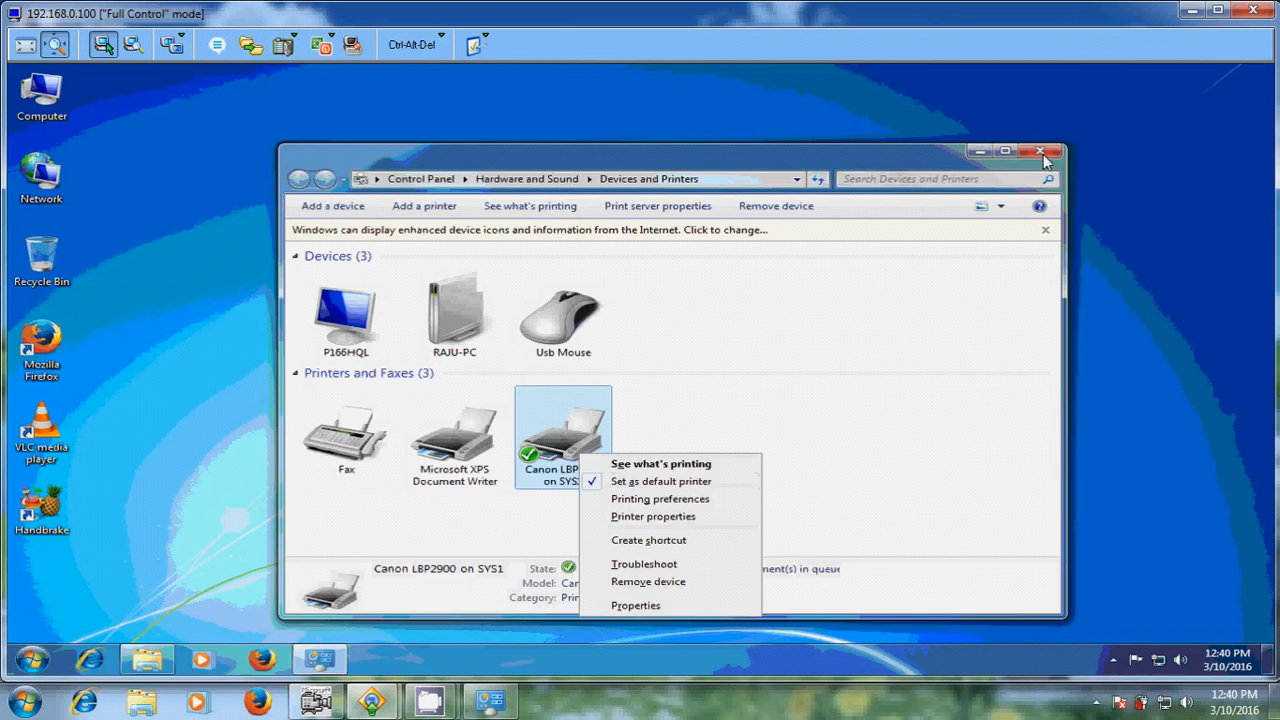 192.168.0.100 ["Full Control" mode]
Ctrl-Alt-Del
Computer
Network
Recycle Bin
Mozilla
Firefox
VLC media
player
Handbrake
Control Panel Hardware and Sound Devices and Printers
Search Devices and Printers
Add a device Add a printer See what's printing Print server properties Remove device
Windows can display enhanced device icons and information from the Internet. Click to change...
Devices (3)
P166HQL RAJU-PC Usb Mouse
Printers and Faxes (3)
Fax
Microsoft XPS
Document Writer
Canon
on
See what's printing
Set as default printer
Printing preferences
Printer properties
Create shortcut
Troubleshoot
Remove device
Properties
Canon LBP2900 on SYS1 State:
Model:
Category:
in queue
12:40 PM
3/10/2016
12:40 PM
3/10/2016